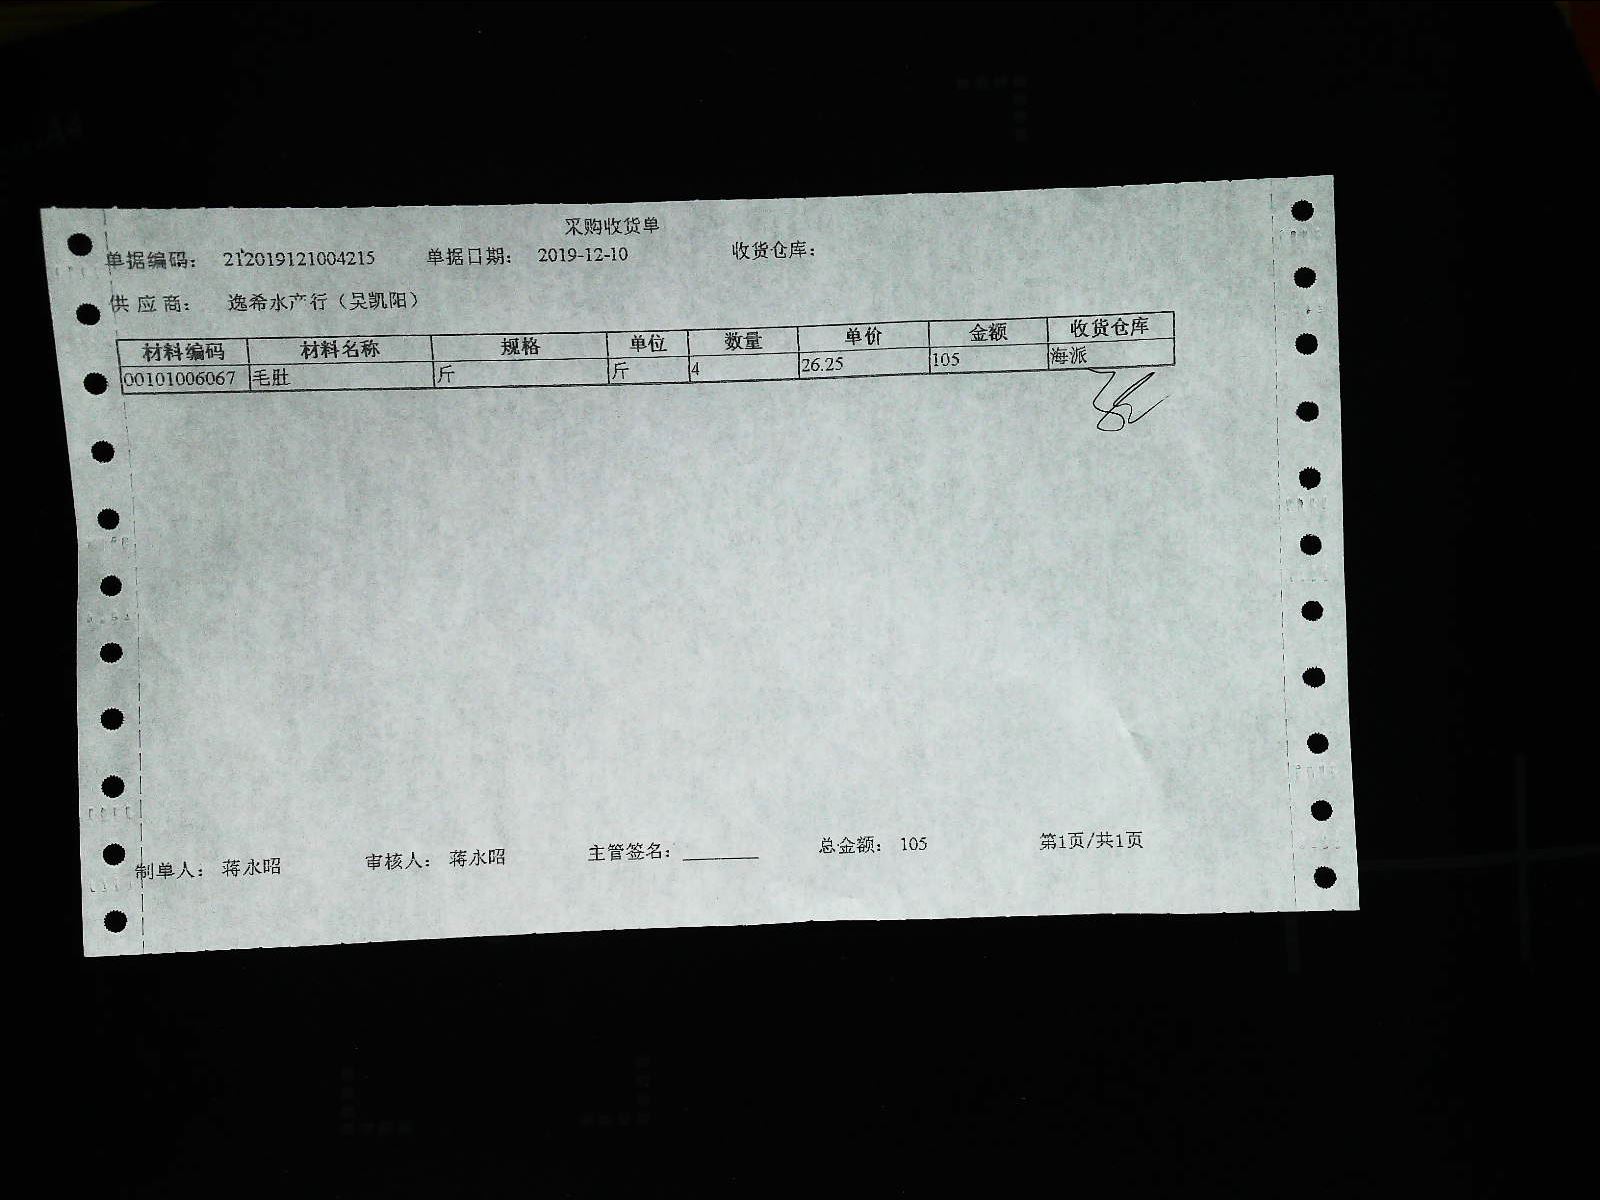 采购收货单
单据编码： 212019121004215 单据日期： 2019-12-10 收货仓库：
供应商： 逸希水产行（吴凯阳）
材料编码 材料名称 规格 单位 数量 单价 金额 收货仓库
00101006067 毛肚 斤 斤 4 26.25 105 海派
制单人： 蒋永昭 审核人： 蒋永昭 主管签名： 总金额： 105 第1页/共1页